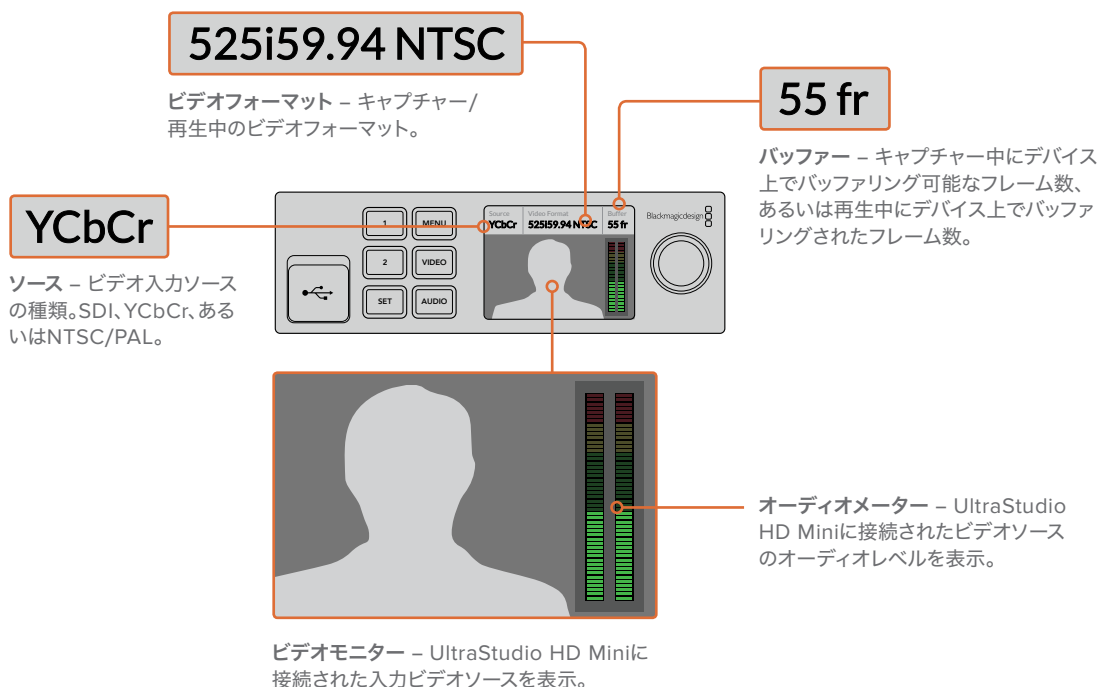 525i59.94 NTSC
ビデオフォーマット – キャプチャー/
再生中のビデオフォーマット。
55 fr
バッファー – キャプチャー中にデバイス
上でバッファリング可能なフレーム数、
あるいは再生中にデバイス上でバッファ
リングされたフレーム数。
YCbCr
ソース – ビデオ入力ソース
の種類。SDI、YCbCr、ある
いはNTSC/PAL。
1
MENU
2
VIDEO
SET
AUDIO
Source
YCbCr
Video Format
525I59.94 NTSC
Buffer
55 fr
Blackmagicdesign
オーディオメーター – UltraStudio
HD Miniに接続されたビデオソース
のオーディオレベルを表示。
ビデオモニター – UltraStudio HD Miniに
接続された入力ビデオソースを表示。